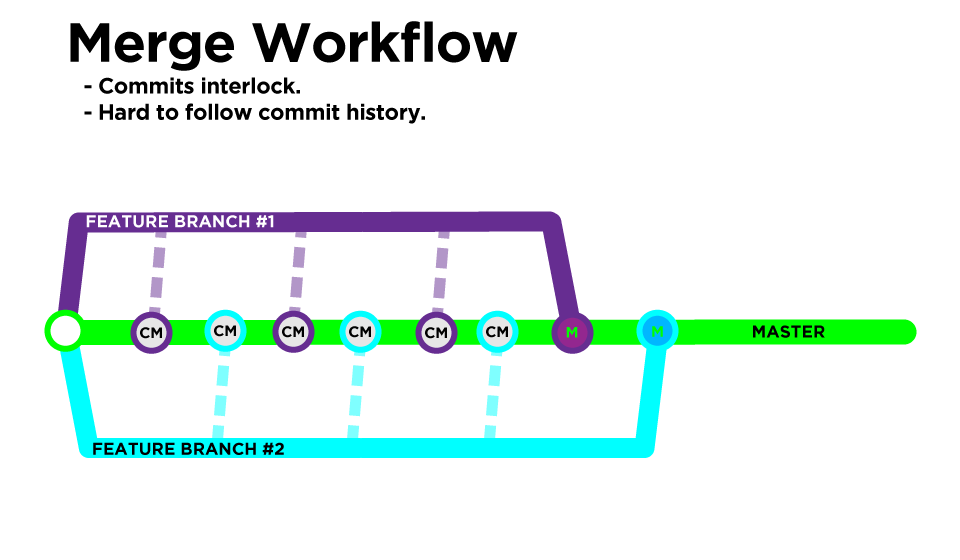 Merge Workflow
- Commits interlock.
- Hard to follow commit history.
FEATURE BRANCH #1
CM
CM
CM
CM
CM
CM
M
M
MASTER
FEATURE BRANCH #2